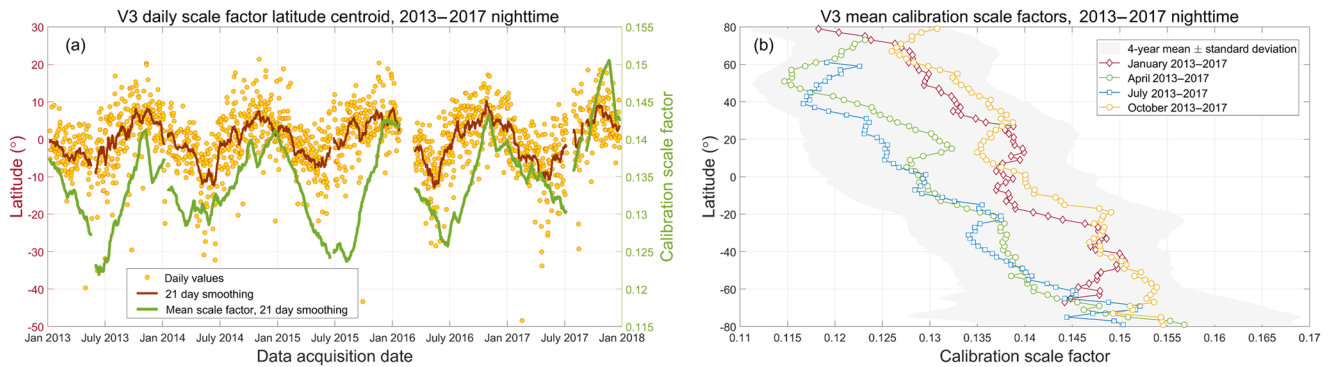 V3 daily scale factor latitude centroid, 2013–2017 nighttime
(a)
Latitude (°)
30
20
10
0
-10
-20
-30
-40
-50
Calibration scale factor
0.155
0.15
0.145
0.14
0.135
0.13
0.125
0.12
0.115
Daily values
21 day smoothing
Mean scale factor, 21 day smoothing
Jan 2013 July 2013 Jan 2014 July 2014 Jan 2015 July 2015 Jan 2016 July 2016 Jan 2017 July 2017 Jan 2018
Data acquisition date
V3 mean calibration scale factors, 2013–2017 nighttime
(b)
Latitude (°)
80
60
40
20
0
-20
-40
-60
-80
4-year mean ± standard deviation
January 2013–2017
April 2013–2017
July 2013–2017
October 2013–2017
0.11 0.115 0.12 0.125 0.13 0.135 0.14 0.145 0.15 0.155 0.16 0.165 0.17
Calibration scale factor